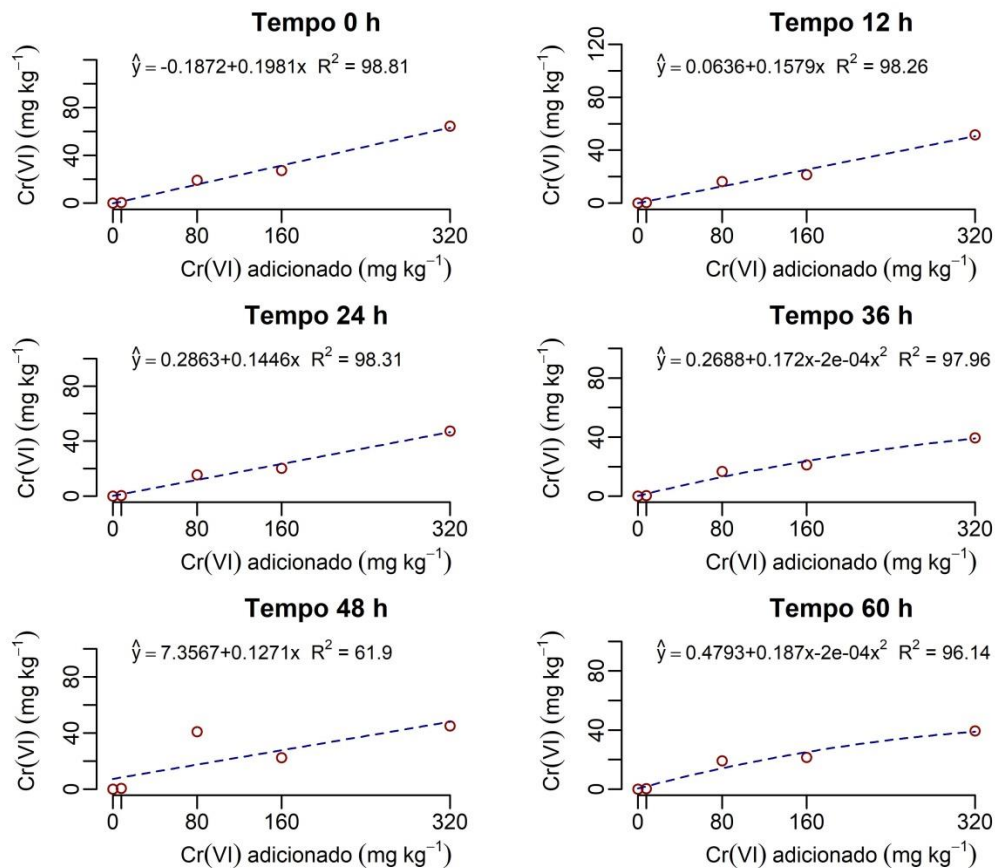 Tempo 0 h
ŷ = -0.1872+0.1981x R² = 98.81
Cr(VI) (mg kg⁻¹)
0 40 80
0 80 160 320
Cr(VI) adicionado (mg kg⁻¹)
Tempo 12 h
ŷ = 0.0636+0.1579x R² = 98.26
Cr(VI) (mg kg⁻¹)
0 40 80 120
0 80 160 320
Cr(VI) adicionado (mg kg⁻¹)
Tempo 24 h
ŷ = 0.2863+0.1446x R² = 98.31
Cr(VI) (mg kg⁻¹)
0 40 80
0 80 160 320
Cr(VI) adicionado (mg kg⁻¹)
Tempo 36 h
ŷ = 0.2688+0.172x-2e-04x² R² = 97.96
Cr(VI) (mg kg⁻¹)
0 40 80
0 80 160 320
Cr(VI) adicionado (mg kg⁻¹)
Tempo 48 h
ŷ = 7.3567+0.1271x R² = 61.9
Cr(VI) (mg kg⁻¹)
0 40 80
0 80 160 320
Cr(VI) adicionado (mg kg⁻¹)
Tempo 60 h
ŷ = 0.4793+0.187x-2e-04x² R² = 96.14
Cr(VI) (mg kg⁻¹)
0 40 80
0 80 160 320
Cr(VI) adicionado (mg kg⁻¹)